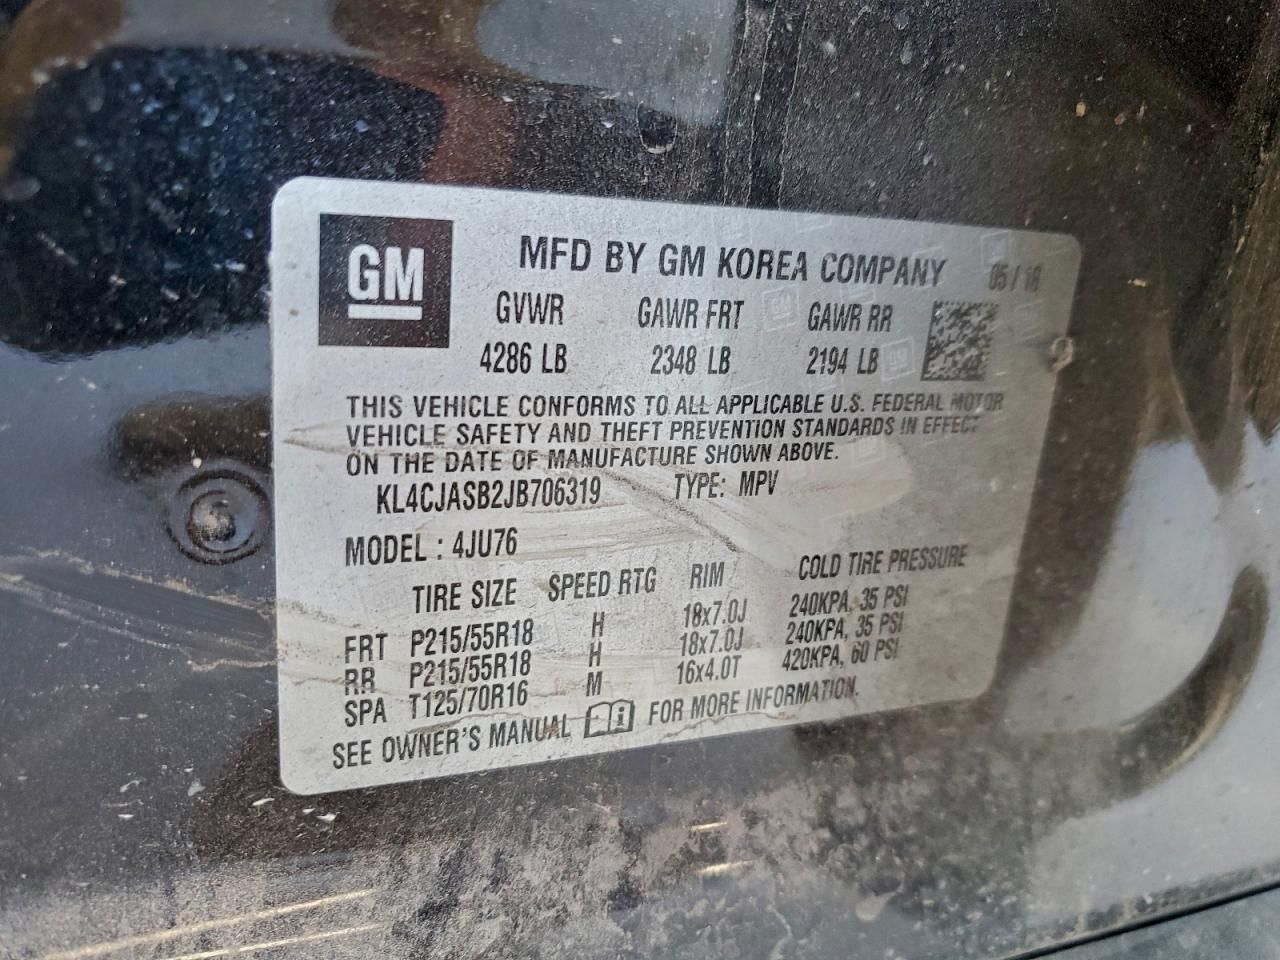 GM
MFD BY GM KOREA COMPANY 05/18
GVWR GAWR FRT GAWR RR
4286 LB 2348 LB 2194 LB
THIS VEHICLE CONFORMS TO ALL APPLICABLE U.S. FEDERAL MOTOR
VEHICLE SAFETY AND THEFT PREVENTION STANDARDS IN EFFECT
ON THE DATE OF MANUFACTURE SHOWN ABOVE.
KL4CJASB2JB706319 TYPE: MPV
MODEL : 4JU76
TIRE SIZE SPEED RTG RIM COLD TIRE PRESSURE
FRT P215/55R18 H 18x7.0J 240KPA, 35 PSI
RR P215/55R18 H 18x7.0J 240KPA, 35 PSI
SPA T125/70R16 M 16x4.0T 420KPA, 60 PSI
SEE OWNER'S MANUAL FOR MORE INFORMATION.